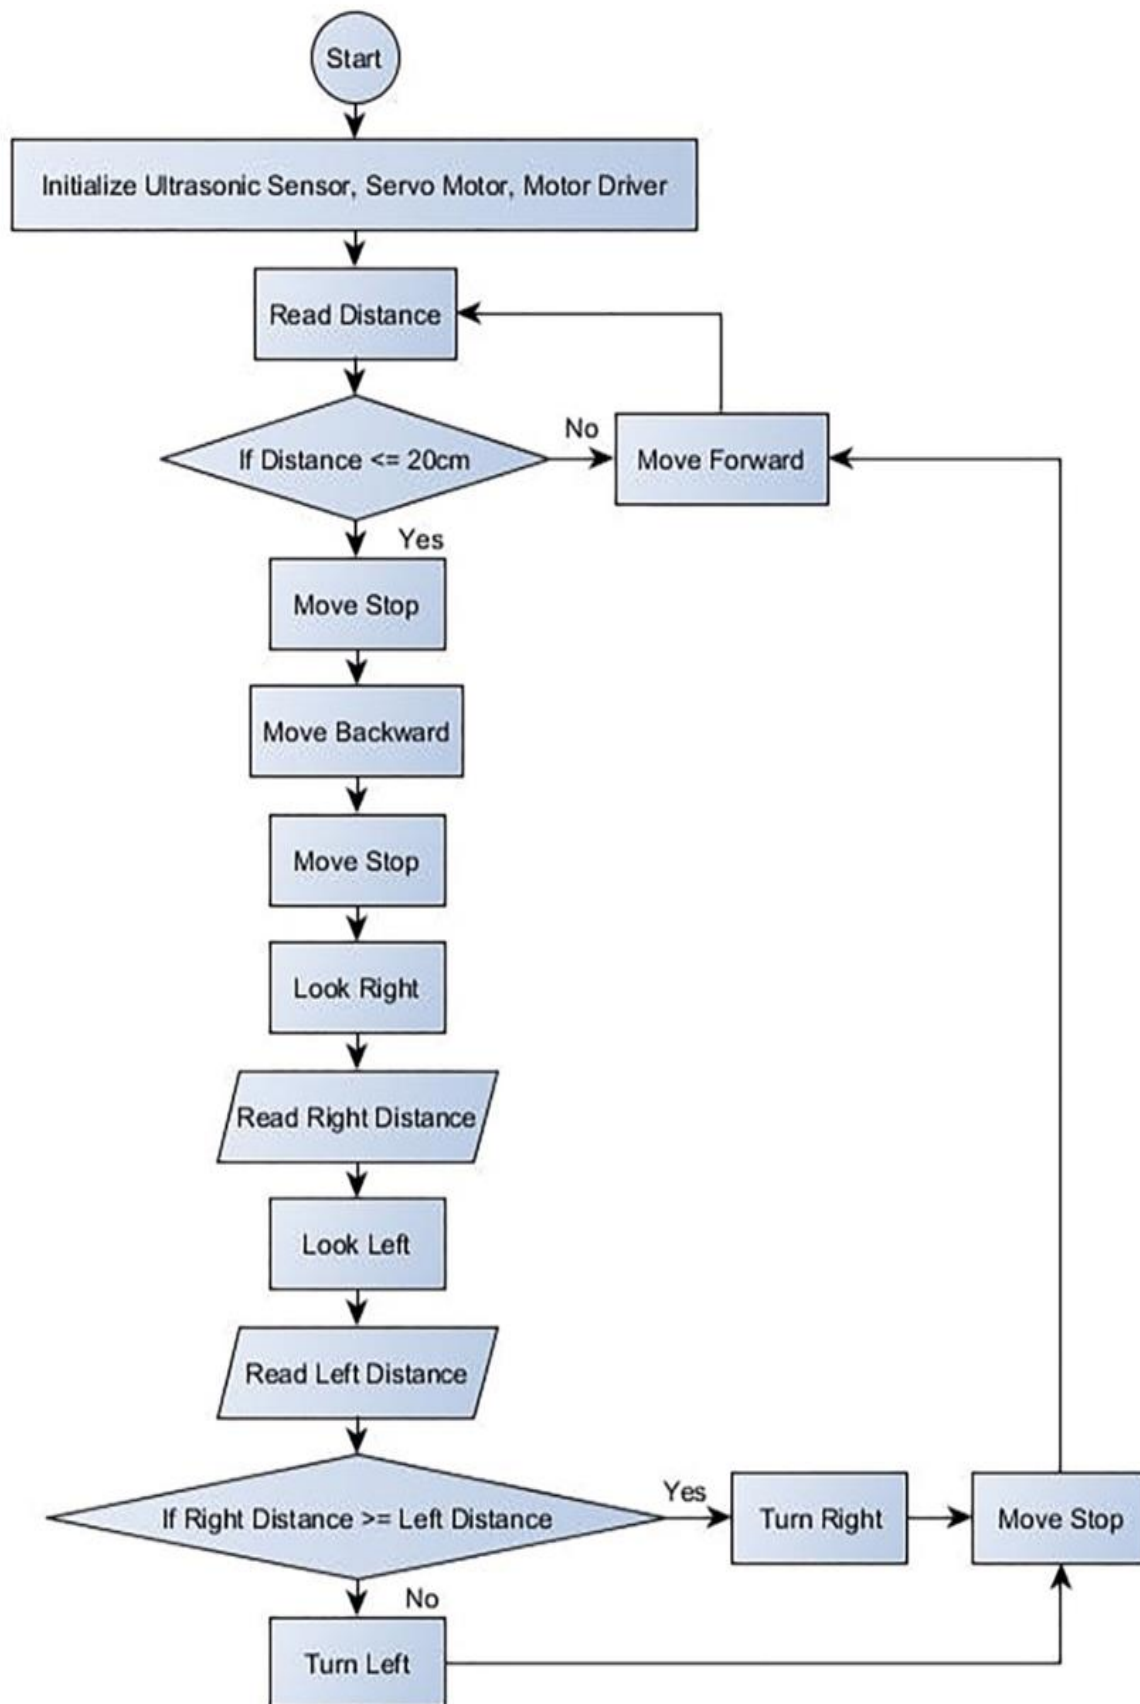 Start
Initialize Ultrasonic Sensor, Servo Motor, Motor Driver
Read Distance
If Distance <= 20cm
No
Move Forward
Yes
Move Stop
Move Backward
Move Stop
Look Right
Read Right Distance
Look Left
Read Left Distance
If Right Distance >= Left Distance
Yes
Turn Right
Move Stop
No
Turn Left